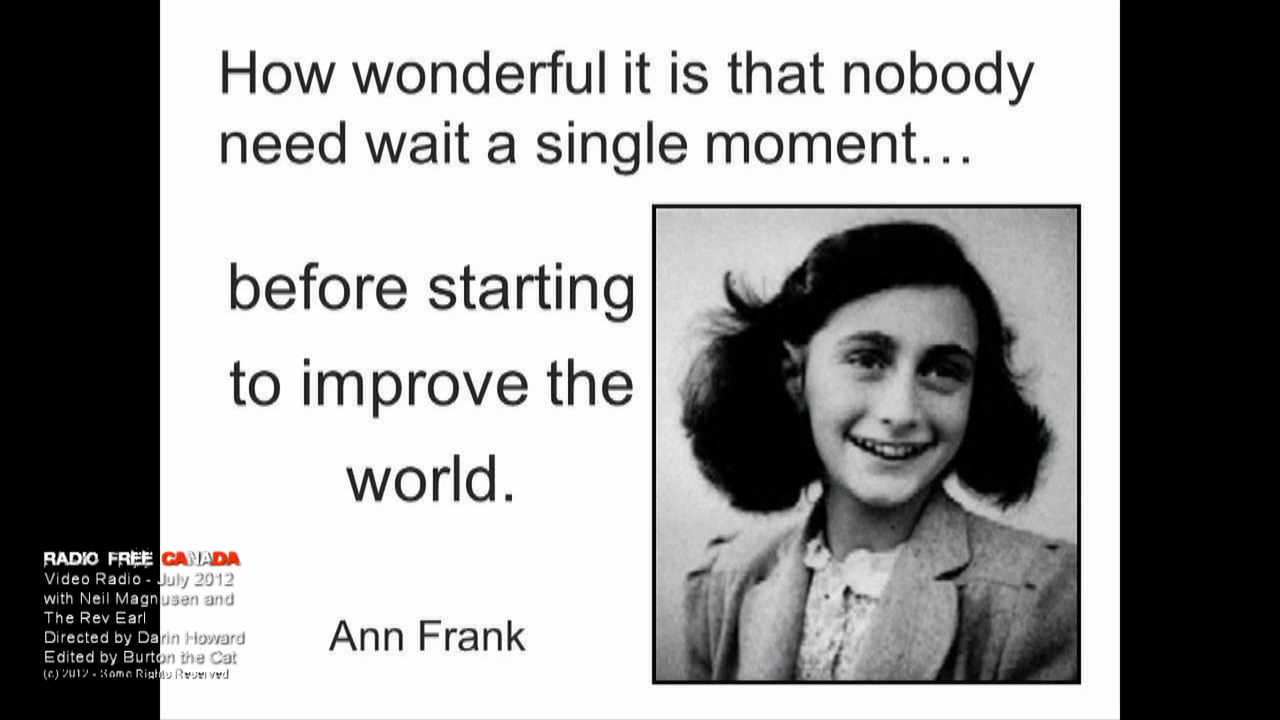 How wonderful it is that nobody
need wait a single moment…
before starting
to improve the
world.
Ann Frank
RADIO FREE CANADA
Video Radio - July 2012
with Neil Magnusen and
The Rev Earl
Directed by Darin Howard
Edited by Burton the Cat
(c) 2012 - Some Rights Reserved